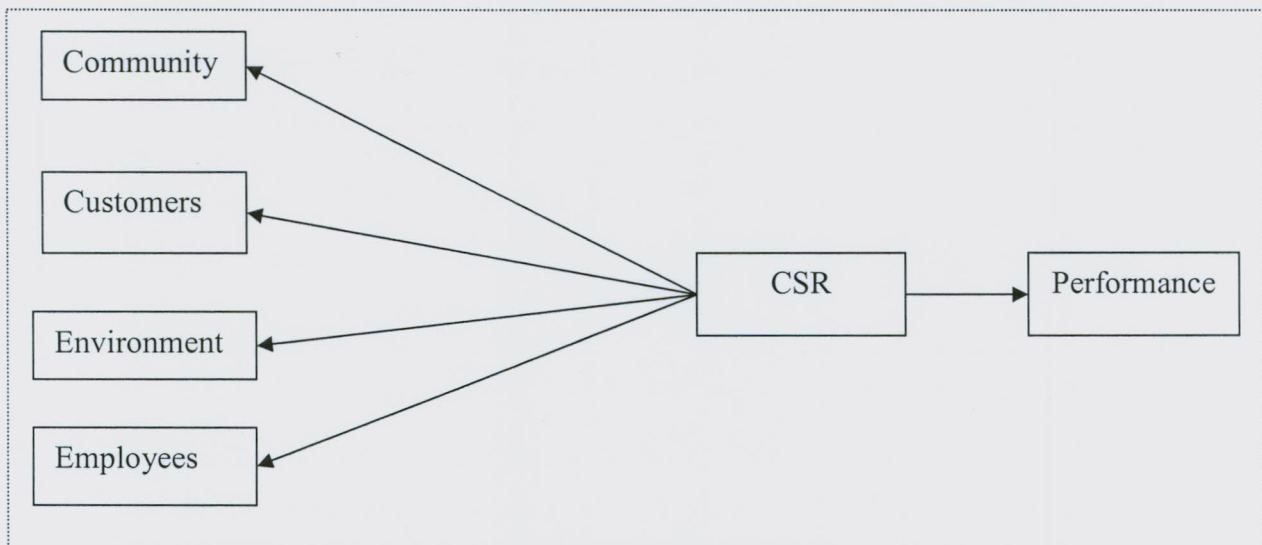 Community
Customers
Environment
Employees
CSR
Performance